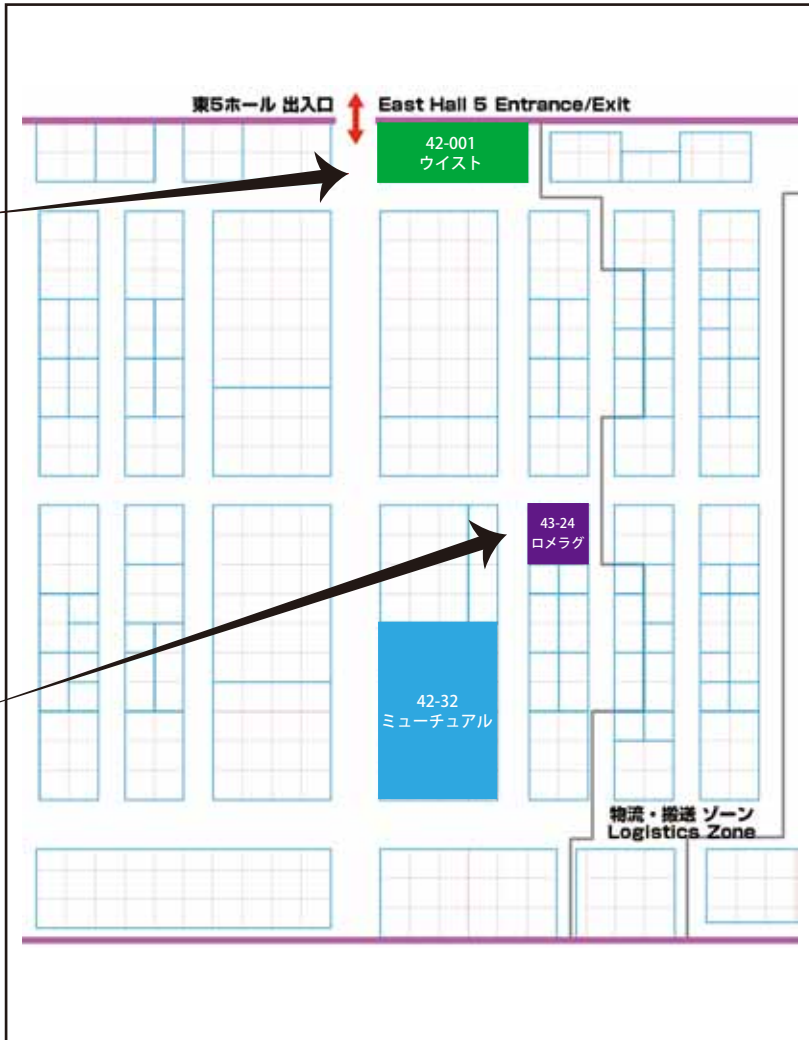 東5ホール 出入口
East Hall 5 Entrance/Exit
42-001
ウイスト
43-24
ロメラグ
42-32
ミューチュアル
物流・搬送 ゾーン
Logistics Zone